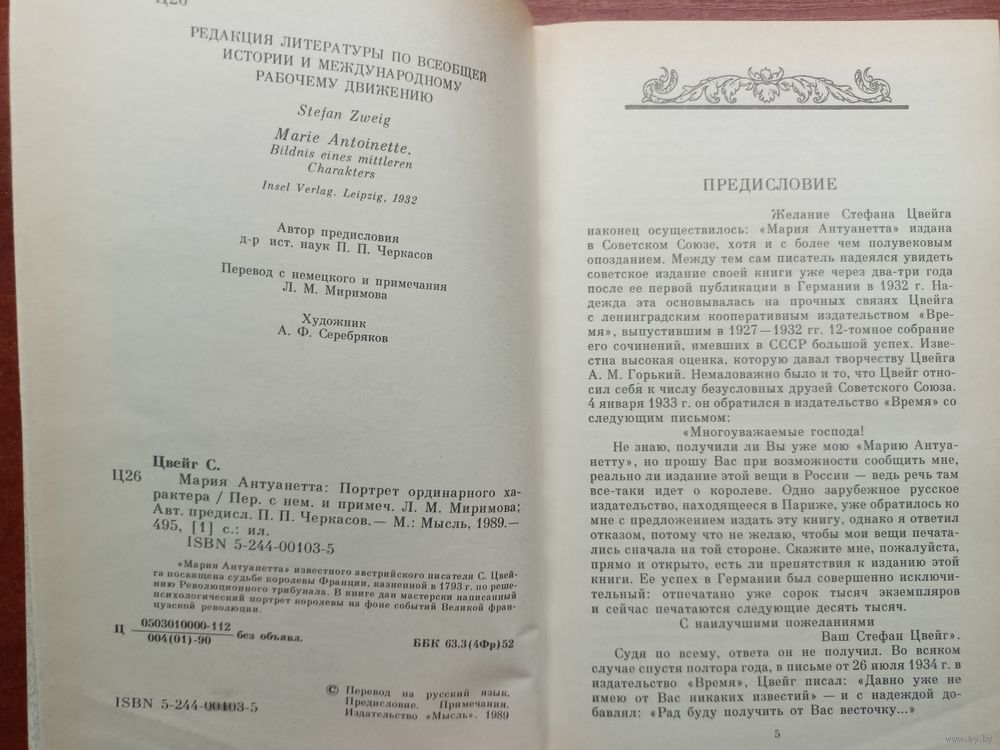 Ц26
РЕДАКЦИЯ ЛИТЕРАТУРЫ ПО ВСЕОБЩЕЙ
ИСТОРИИ И МЕЖДУНАРОДНОМУ
РАБОЧЕМУ ДВИЖЕНИЮ
Stefan Zweig
Marie Antoinette.
Bildnis eines mittleren
Charakters
Insel Verlag. Leipzig, 1932
Автор предисловия
д-р ист. наук П. П. Черкасов
Перевод с немецкого и примечания
Л. М. Миримова
Художник
А. Ф. Серебряков
Цвейг С.
Ц26 Мария Антуанетта: Портрет ординарного ха-
рактера / Пер. с нем. и примеч. Л. М. Миримова;
Авт. предисл. П. П. Черкасов.— М.: Мысль, 1989.—
495, [1] с.: ил.
ISBN 5-244-00103-5
«Мария Антуанетта» известного австрийского писателя С. Цвей-
га посвящена судьбе королевы Франции, казненной в 1793 г. по реше-
нию Революционного трибунала. В книге дан мастерски написанный
психологический портрет королевы на фоне событий Великой фран-
цузской революции.
Ц 0503010000-112
004(01)-90 без объявл.
ББК 63.3(4Фр)52
ISBN 5-244-00103-5
© Перевод на русский язык.
Предисловие. Примечания.
Издательство «Мысль». 1989
ПРЕДИСЛОВИЕ
Желание Стефана Цвейга
наконец осуществилось: «Мария Антуанетта» издана
в Советском Союзе, хотя и с более чем полувековым
опозданием. Между тем сам писатель надеялся увидеть
советское издание своей книги уже через два-три года
после ее первой публикации в Германии в 1932 г. На-
дежда эта основывалась на прочных связях Цвейга
с ленинградским кооперативным издательством «Вре-
мя», выпустившим в 1927—1932 гг. 12-томное собрание
его сочинений, имевших в СССР большой успех. Изве-
стна высокая оценка, которую давал творчеству Цвейга
А. М. Горький. Немаловажно было и то, что Цвейг отно-
сил себя к числу безусловных друзей Советского Союза.
4 января 1933 г. он обратился в издательство «Время» со
следующим письмом:
«Многоуважаемые господа!
Не знаю, получили ли Вы уже мою «Марию Антуа-
нетту», но прошу Вас при возможности сообщить мне,
реально ли издание этой вещи в России — ведь речь там
все-таки идет о королеве. Одно зарубежное русское
издательство, находящееся в Париже, уже обратилось ко
мне с предложением издать эту книгу, однако я ответил
отказом, потому что не желаю, чтобы мои вещи печата-
лись сначала на той стороне. Скажите мне, пожалуйста,
прямо и открыто, есть ли препятствия к изданию этой
книги. Ее успех в Германии был совершенно исключи-
тельный: отпечатано уже сорок тысяч экземпляров
и сейчас печатаются следующие десять тысяч.
С наилучшими пожеланиями
Ваш Стефан Цвейг».
Судя по всему, ответа он не получил. Во всяком
случае спустя полтора года, в письме от 26 июля 1934 г. в
издательство «Время», Цвейг писал: «Давно уже не
имею от Вас никаких известий» — и с надеждой до-
бавлял: «Рад буду получить от Вас весточку...»
5
www.ay.by